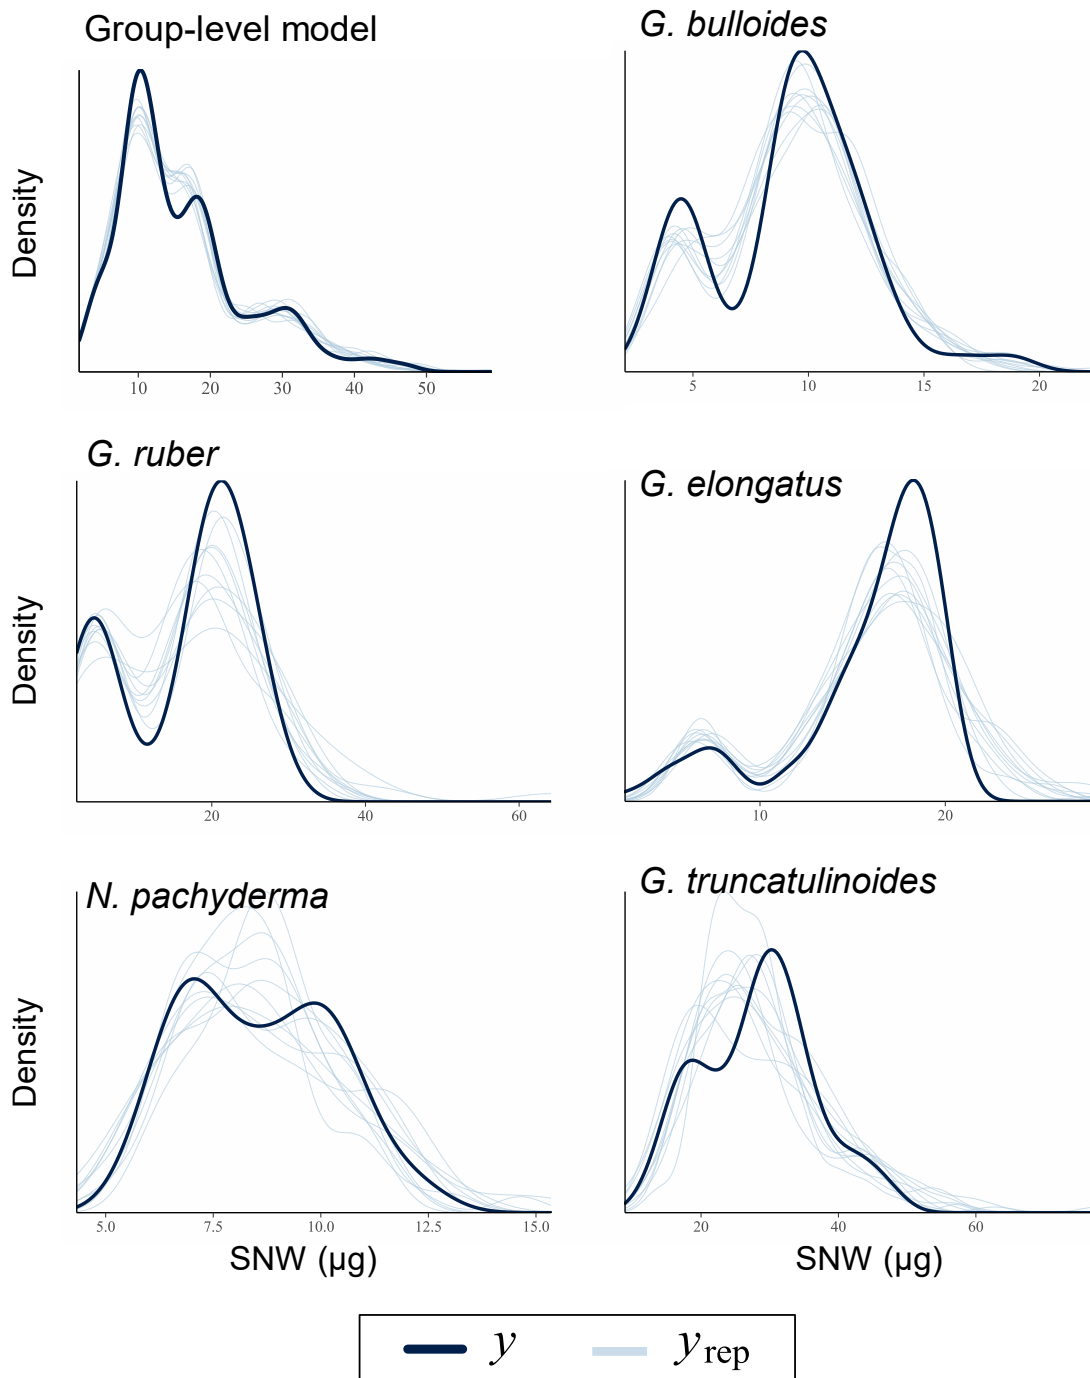 Group-level model
G. bulloides
Density
10 20 30 40 50
5 10 15 20
G. ruber
G. elongatus
Density
20 40 60
10 20
N. pachyderma
G. truncatulinoides
Density
5.0 7.5 10.0 12.5 15.0
20 40 60
SNW (µg)
SNW (µg)
y
y rep